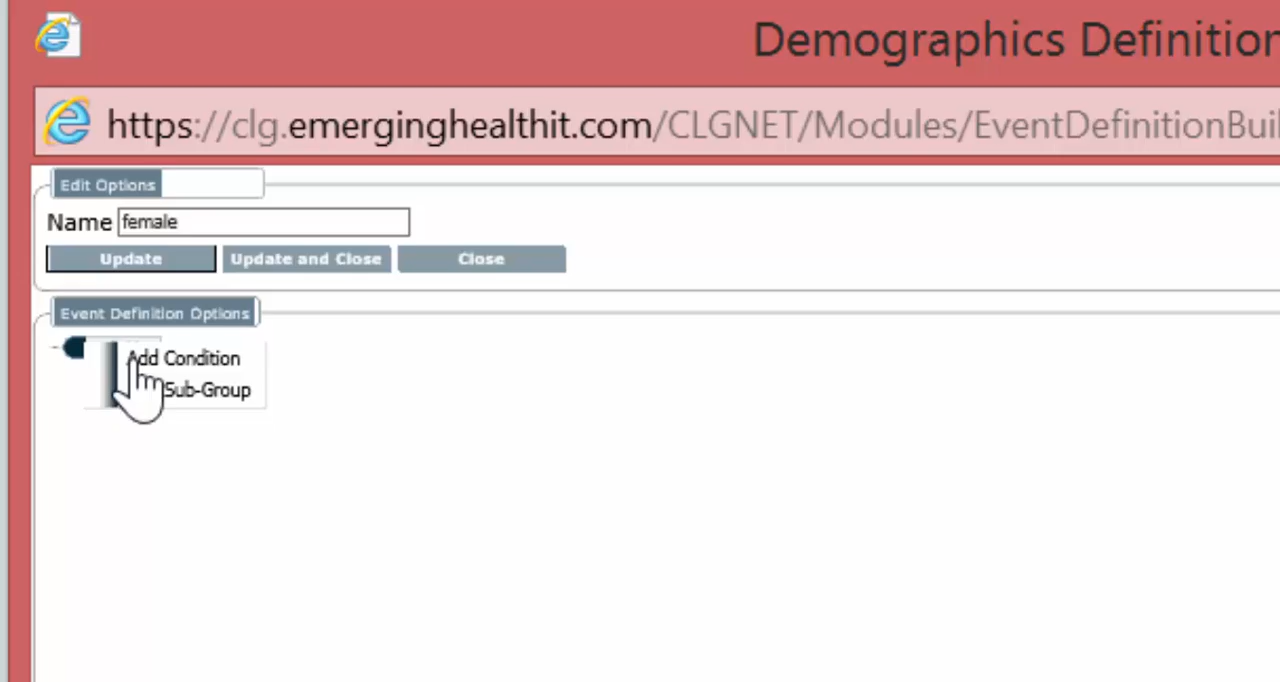 Demographics Definition
https://clg.emerginghealthit.com/CLGNET/Modules/EventDefinitionBui
Edit Options
Name female
Update Update and Close Close
Event Definition Options
Add Condition
Sub-Group